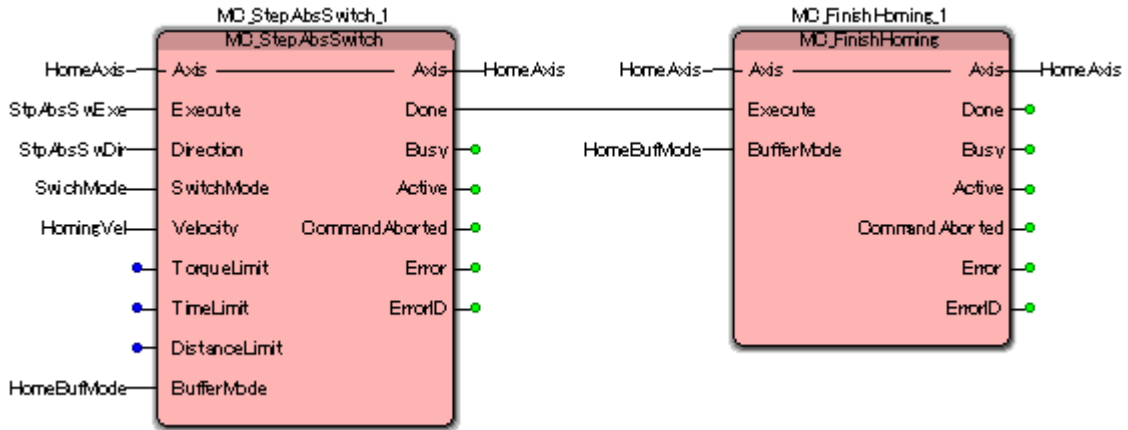 MC_StepAbsSwitch_1 MC_FinishHoming_1
MC_StepAbsSwitch MC_FinishHoming
HomeAxis Axis Axis HomeAxis HomeAxis Axis Axis HomeAxis
StpAbsSwExe Execute Done Execute Done
StpAbsSwDir Direction Busy HomeBufMode BufferMode Busy
SwichMode SwitchMode Active Active
HomingVel Velocity CommandAborted CommandAborted
TorqueLimit Error Error
TimeLimit ErrorID ErrorID
DistanceLimit
HomeBufMode BufferMode